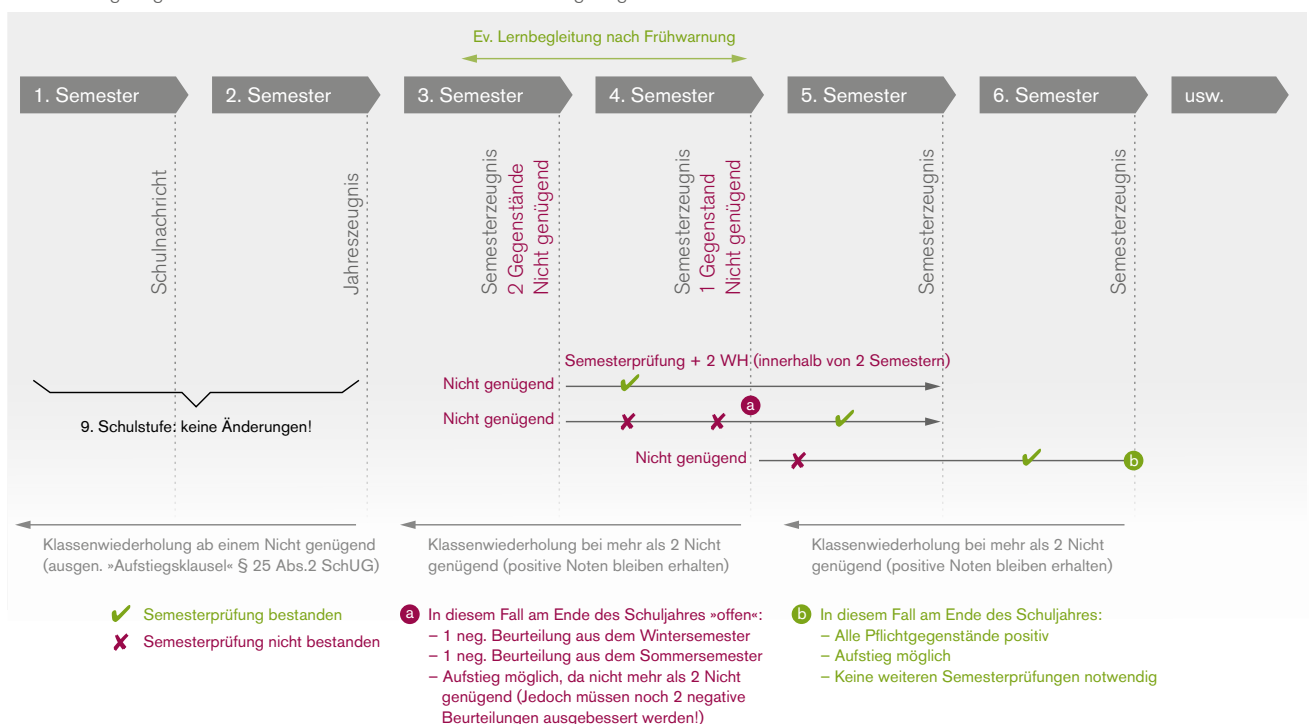 Ev. Lernbegleitung nach Frühwarnung
1. Semester
2. Semester
3. Semester
4. Semester
5. Semester
6. Semester
usw.
Schulnachricht
Jahreszeugnis
Semesterzeugnis
2 Gegenstände
Nicht genügend
Semesterzeugnis
1 Gegenstand
Nicht genügend
Semesterzeugnis
Semesterzeugnis
Semesterprüfung + 2 WH (innerhalb von 2 Semestern)
Nicht genügend
a
Nicht genügend
9. Schulstufe: keine Änderungen!
Nicht genügend
b
Klassenwiederholung ab einem Nicht genügend
(ausgen. »Aufstiegsklausel« § 25 Abs.2 SchUG)
Klassenwiederholung bei mehr als 2 Nicht
genügend (positive Noten bleiben erhalten)
Klassenwiederholung bei mehr als 2 Nicht
genügend (positive Noten bleiben erhalten)
✔ Semesterprüfung bestanden
✘ Semesterprüfung nicht bestanden
a In diesem Fall am Ende des Schuljahres »offen«:
– 1 neg. Beurteilung aus dem Wintersemester
– 1 neg. Beurteilung aus dem Sommersemester
– Aufstieg möglich, da nicht mehr als 2 Nicht
genügend (Jedoch müssen noch 2 negative
Beurteilungen ausgebessert werden!)
b In diesem Fall am Ende des Schuljahres:
– Alle Pflichtgegenstände positiv
– Aufstieg möglich
– Keine weiteren Semesterprüfungen notwendig